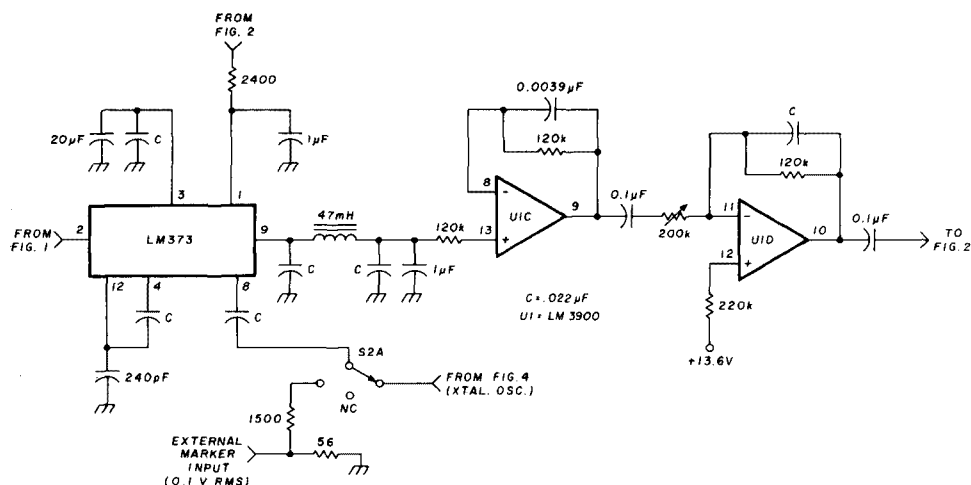 FROM
FIG. 2
2400
20μF
C
1μF
3
1
FROM
FIG. 1
2
LM373
9
12
4
8
47mH
C
C
1μF
120k
C
C
240pF
S2A
FROM FIG. 4
(XTAL. OSC.)
NC
1500
56
EXTERNAL
MARKER
INPUT
(0.1 V RMS)
0.0039μF
120k
8
-
U1C
9
13
+
0.1μF
200k
C
120k
11
-
U1D
10
12
+
0.1μF
TO
FIG. 2
220k
+13.6V
C = .022μF
U1 = LM 3900